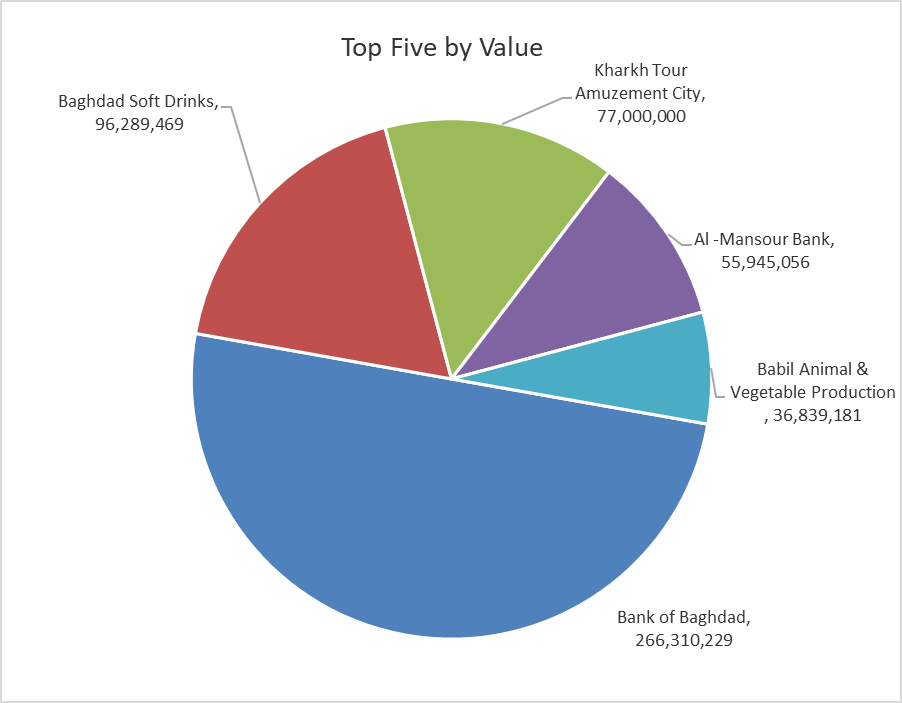 Top Five by Value
Kharkh Tour
Amuzement City,
77,000,000
Baghdad Soft Drinks,
96,289,469
Al -Mansour Bank,
55,945,056
Babil Animal &
Vegetable Production
, 36,839,181
Bank of Baghdad,
266,310,229